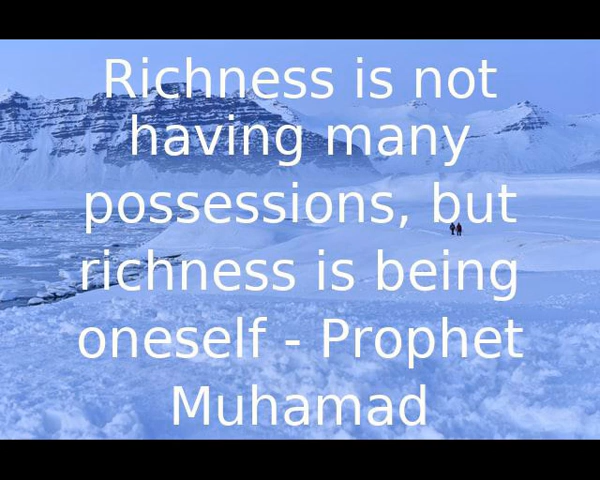 Richness is not
having many
possessions, but
richness is being
oneself - Prophet
Muhamad